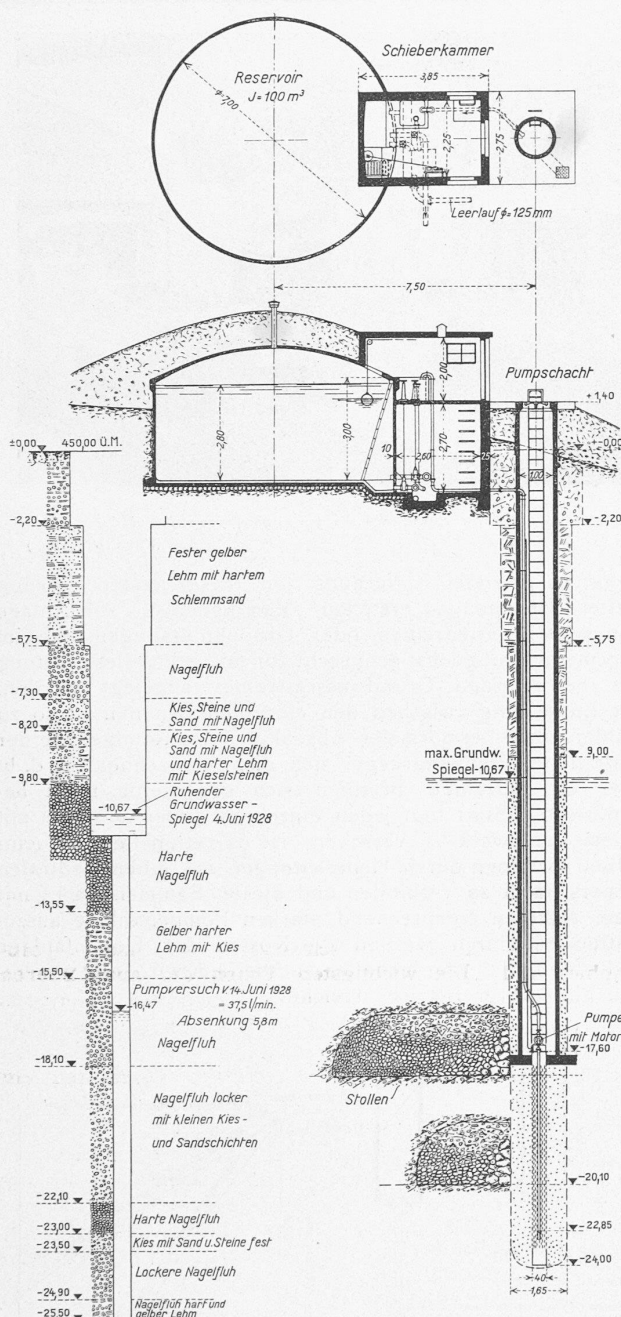 Schieberkammer
3,85
Reservoir
J=100 m³
φ=7,00
2,25
2,75
Leerlauf φ=125 mm
7,50
2,00
Pumpschacht
+1,40
2,80
3,00
10
2,60
2,70
15
±0,00
450,00 Ü.M.
±0,00
1,00
-2,20
-2,20
Fester gelber
Lehm mit hartem
Schlemmsand
-5,75
-5,75
Nagelfluh
-7,30
Kies, Steine und
Sand mit Nagelfluh
-8,20
Kies, Steine und
Sand mit Nagelfluh
und harter Lehm
mit Kieselsteinen
max. Grundw.
Spiegel -10,67
9,00
-9,80
Ruhender
Grundwasser-
Spiegel 4. Juni 1928
-10,67
Harte
Nagelfluh
-13,55
Gelber harter
Lehm mit Kies
-15,50
Pumpversuch v. 14. Juni 1928
= 37,5 l/min.
-16,47
Absenkung 5,8 m
Nagelfluh
Pumpe
mit Motor
-17,60
-18,10
Stollen
Nagelfluh locker
mit kleinen Kies-
und Sandschichten
-20,10
-22,10
Harte Nagelfluh
-22,85
-23,00
Kies mit Sand u. Steine fest
-23,50
Lockere Nagelfluh
-24,00
40
1,65
-24,90
Nagelfluh hart und
gelber Lehm
-25,50